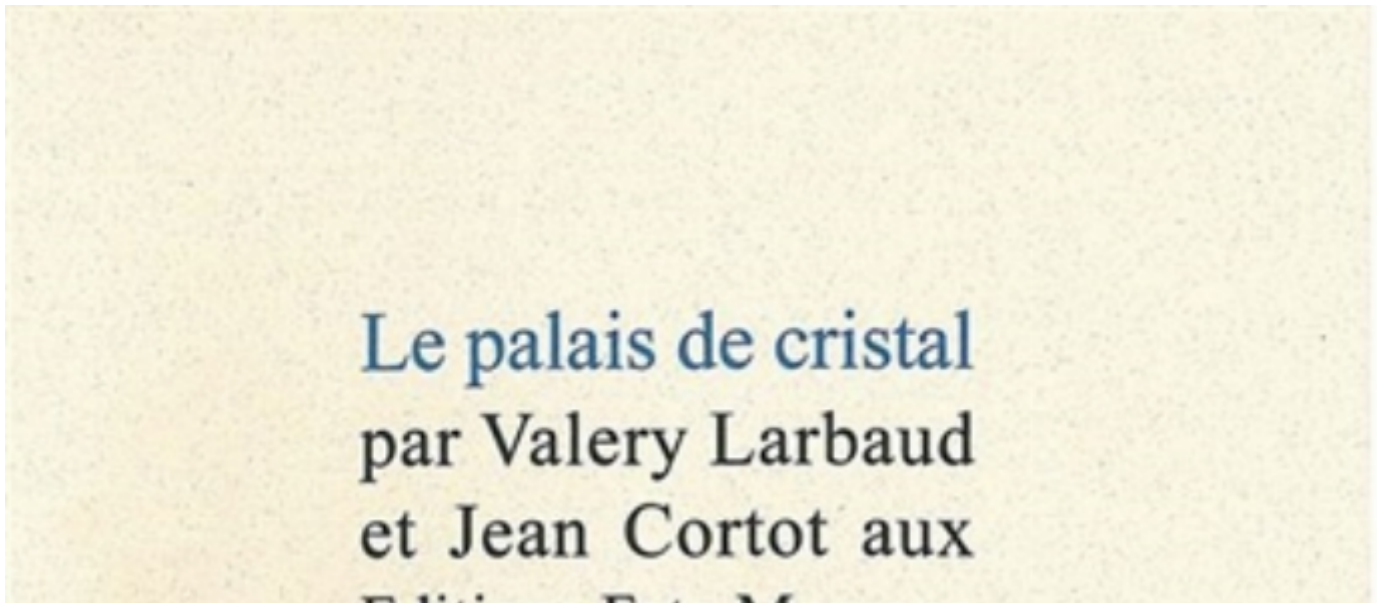 Le palais de cristal
par Valery Larbaud
et Jean Cortot aux